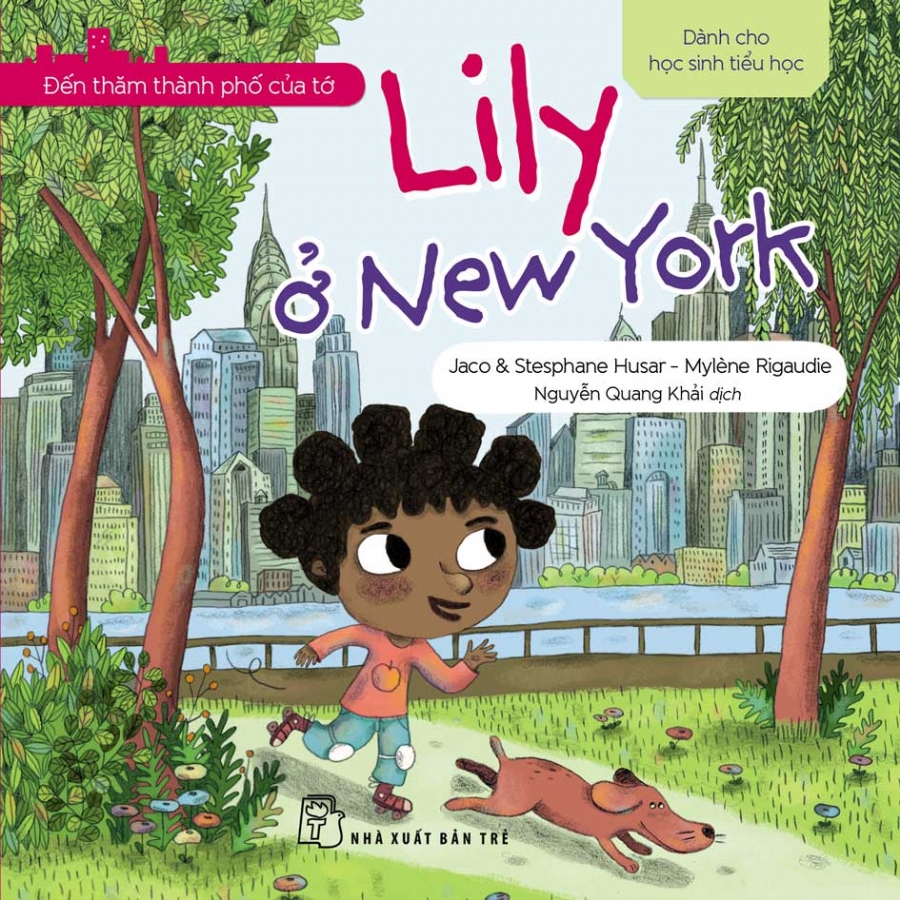 Đến thăm thành phố của tớ
Dành cho
học sinh tiểu học
Lily
ở New York
Jaco & Stesphane Husar - Mylène Rigaudie
Nguyễn Quang Khải dịch
T
NHÀ XUẤT BẢN TRẺ